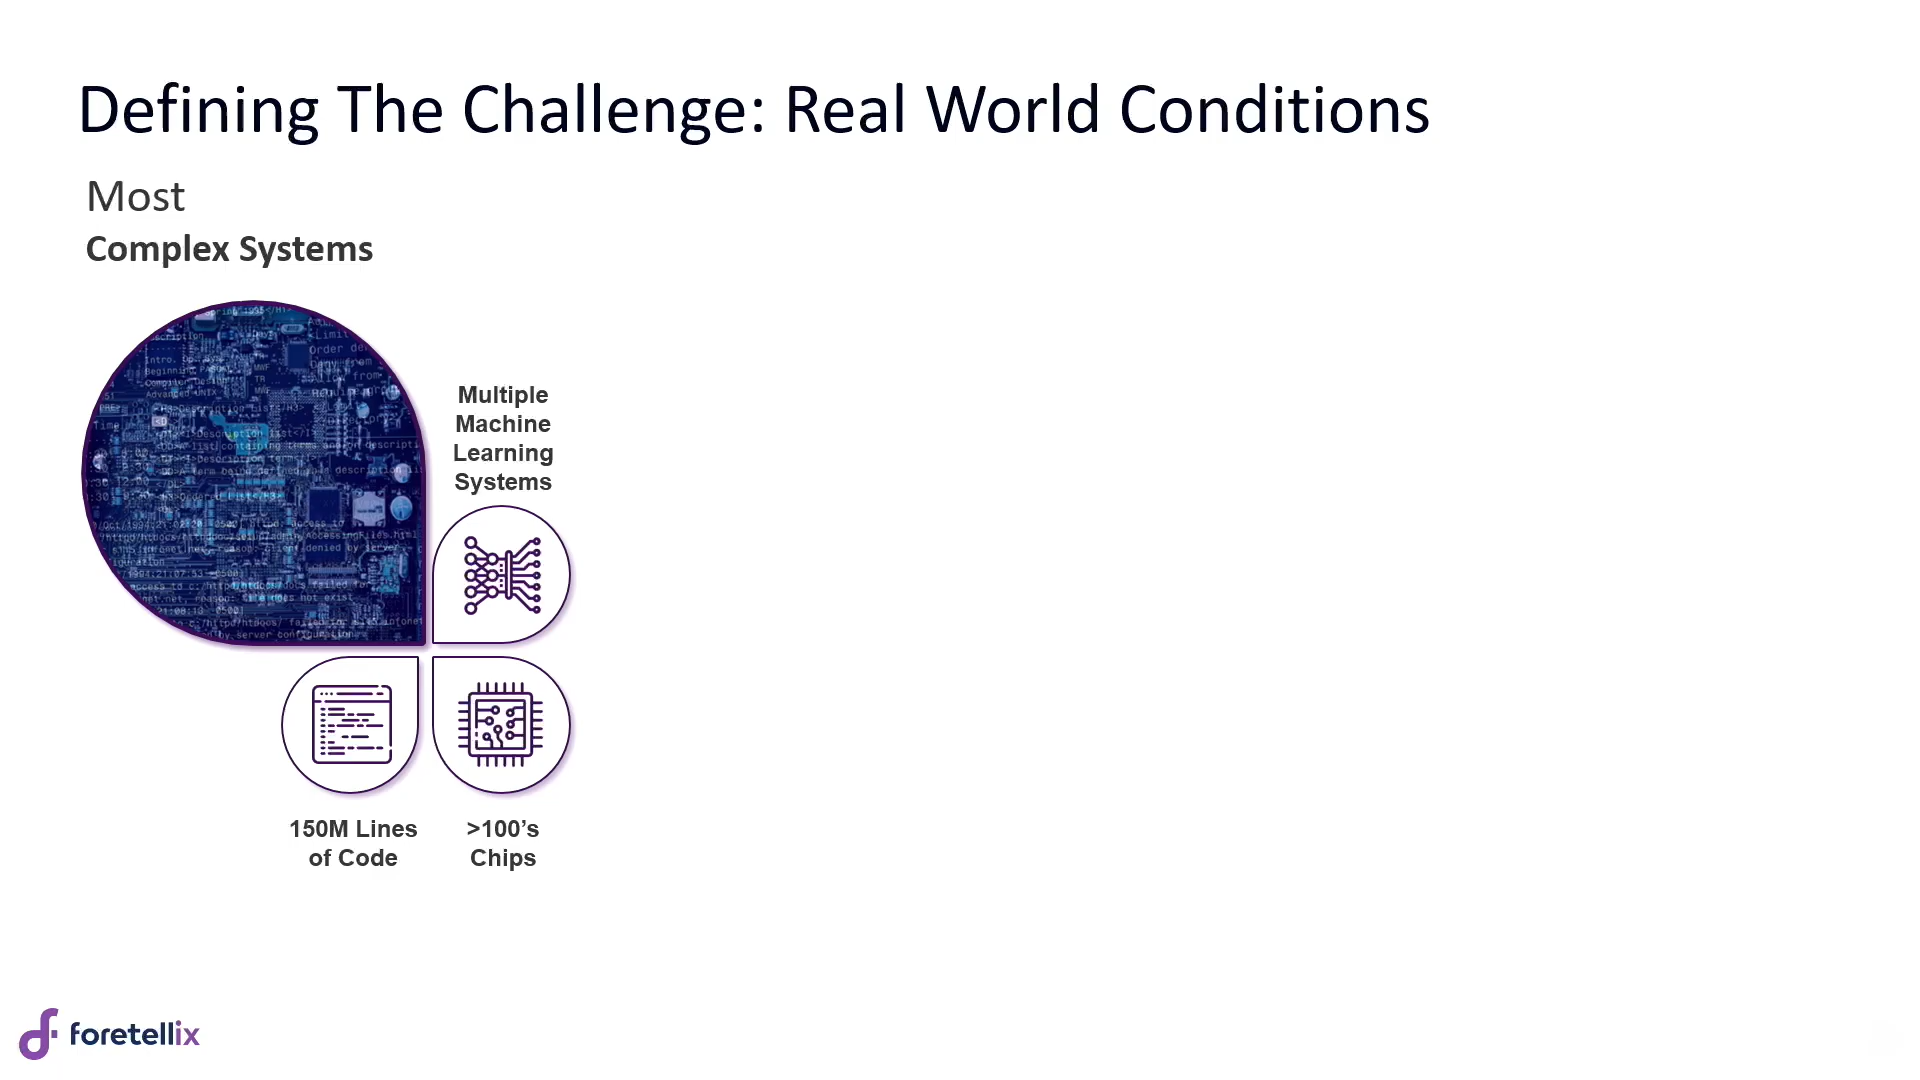 Defining The Challenge: Real World Conditions
Most
Complex Systems
Multiple
Machine
Learning
Systems
150M Lines
of Code
>100’s
Chips
foretellix